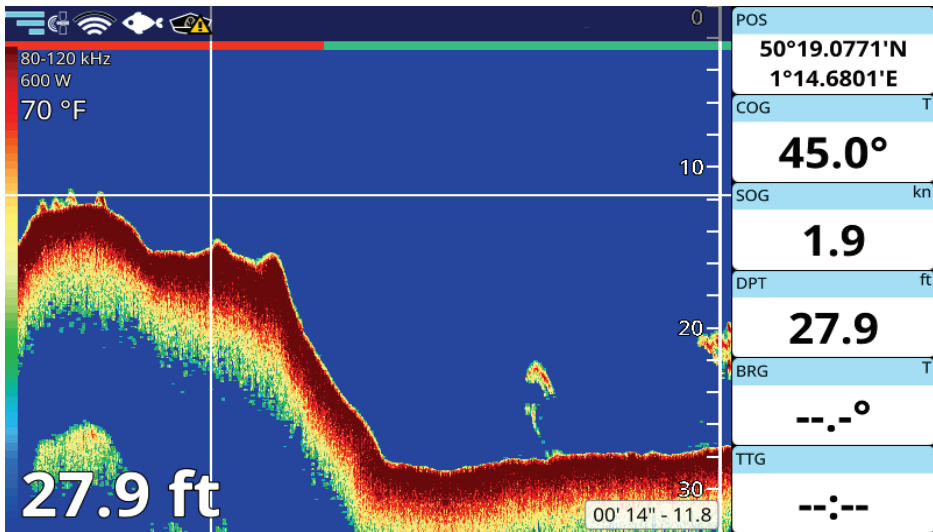 80-120 kHz
600 W
70 °F
27.9 ft
0
10
20
30
00' 14" - 11.8
POS
50°19.0771'N
1°14.6801'E
COG T
45.0°
SOG kn
1.9
DPT ft
27.9
BRG T
--.-°
TTG
--:--